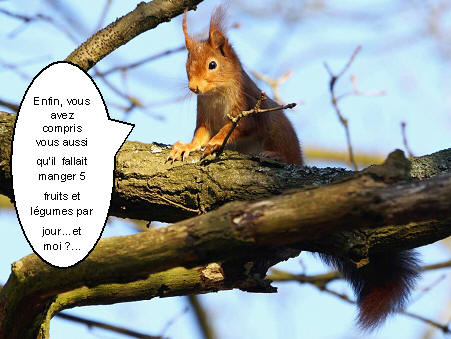 Enfin, vous
avez
compris
vous aussi
qu'il fallait
manger 5
fruits et
légumes par
jour...et
moi ?...